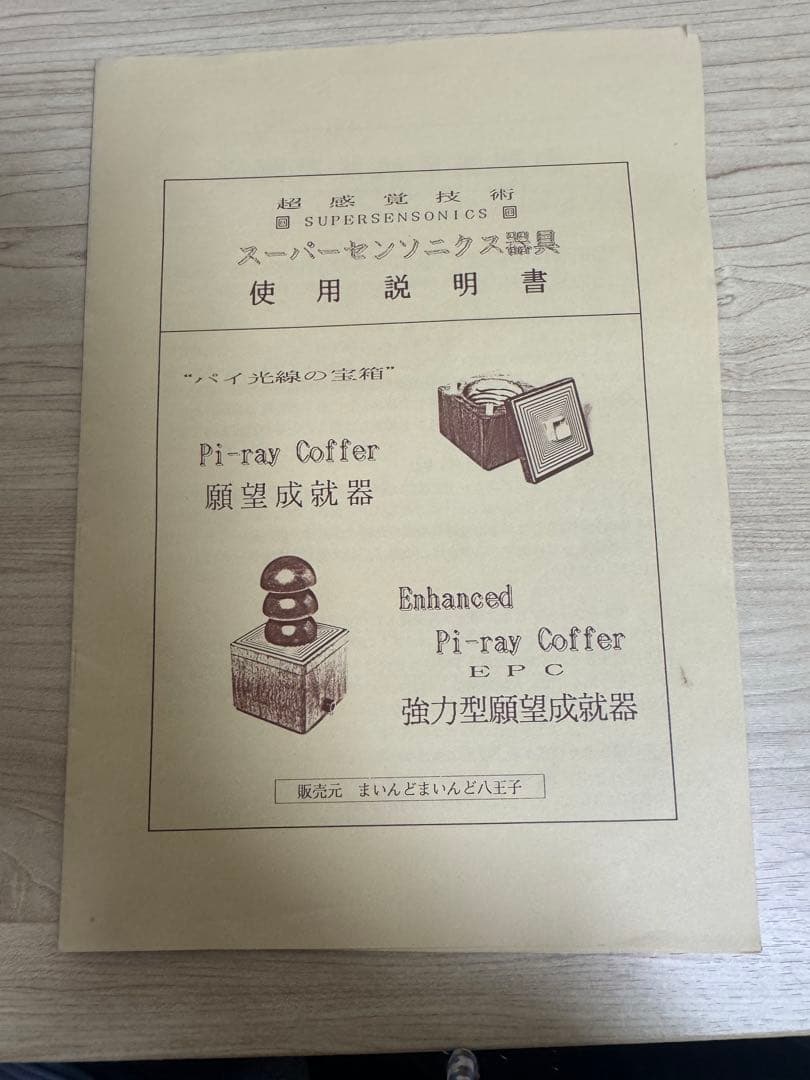 超感覚技術
回 SUPERSENSONICS 回
スーパーセンソニクス器具
使用説明書
“パイ光線の宝箱”
Pi-ray Coffer
願望成就器
Enhanced
Pi-ray Coffer
EPC
強力型願望成就器
販売元 まいんどまいんど八王子